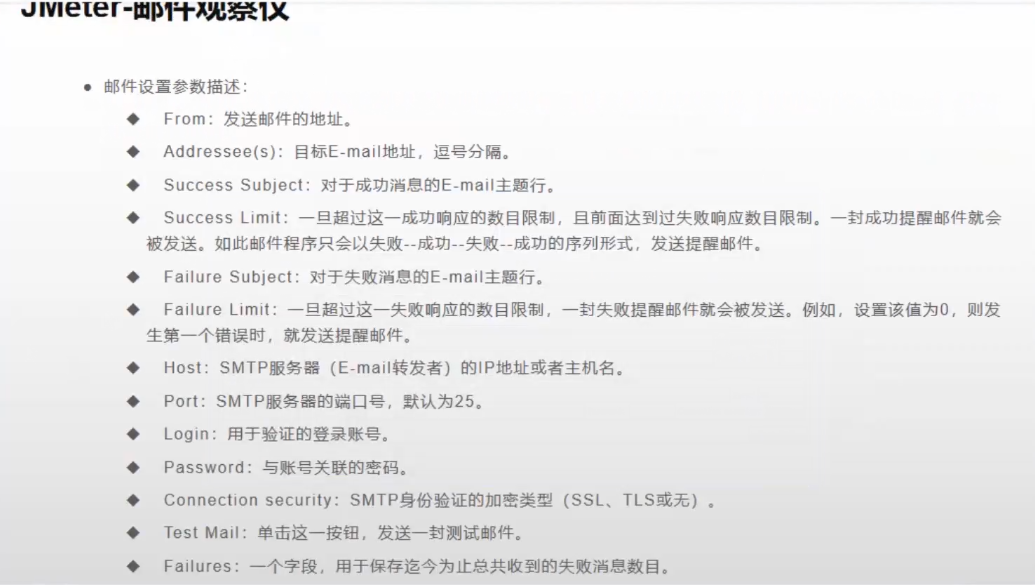 JMeter-邮件观察仪
● 邮件设置参数描述：
◆ From：发送邮件的地址。
◆ Addressee(s)：目标E-mail地址，逗号分隔。
◆ Success Subject：对于成功消息的E-mail主题行。
◆ Success Limit：一旦超过这一成功响应的数目限制，且前面达到过失败响应数目限制。一封成功提醒邮件就会
被发送。如此邮件程序只会以失败--成功--失败--成功的序列形式，发送提醒邮件。
◆ Failure Subject：对于失败消息的E-mail主题行。
◆ Failure Limit：一旦超过这一失败响应的数目限制，一封失败提醒邮件就会被发送。例如，设置该值为0，则发
生第一个错误时，就发送提醒邮件。
◆ Host：SMTP服务器（E-mail转发者）的IP地址或者主机名。
◆ Port：SMTP服务器的端口号，默认为25。
◆ Login：用于验证的登录账号。
◆ Password：与账号关联的密码。
◆ Connection security：SMTP身份验证的加密类型（SSL、TLS或无）。
◆ Test Mail：单击这一按钮，发送一封测试邮件。
◆ Failures：一个字段，用于保存迄今为止总共收到的失败消息数目。